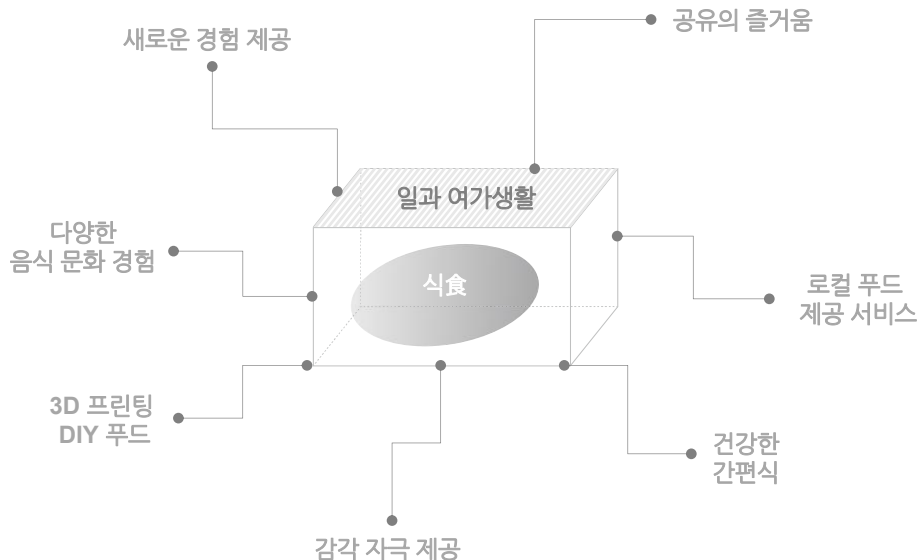 공유의 즐거움
새로운 경험 제공
일과 여가생활
다양한
음식 문화 경험
식食
로컬 푸드
제공 서비스
3D 프린팅
DIY 푸드
건강한
간편식
감각 자극 제공